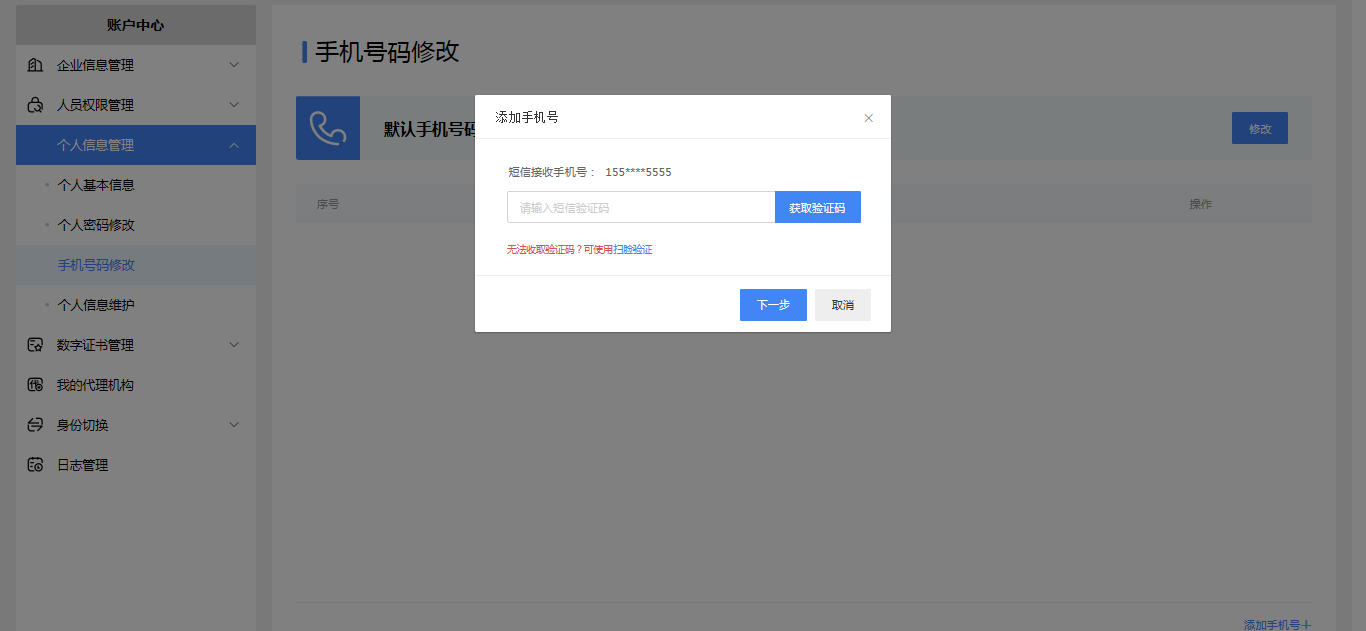 账户中心
企业信息管理
人员权限管理
个人信息管理
个人基本信息
个人密码修改
手机号码修改
个人信息维护
数字证书管理
我的代理机构
身份切换
日志管理
手机号码修改
默认手机号码
修改
序号
操作
添加手机号
短信接收手机号： 155****5555
请输入短信验证码
获取验证码
无法收取验证码？可使用扫脸验证
下一步
取消
添加手机号+